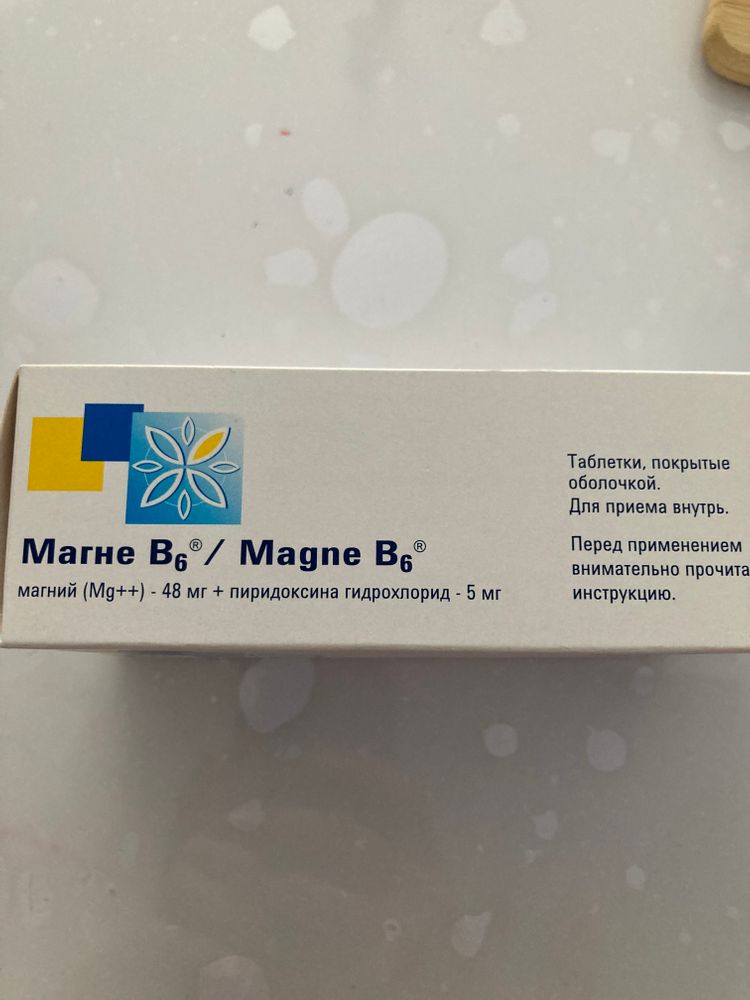 Магне B6® / Magne B6®
магний (Mg++) - 48 мг + пиридоксина гидрохлорид - 5 мг
Таблетки, покрытые
оболочкой.
Для приема внутрь.
Перед применением
внимательно прочита
инструкцию.